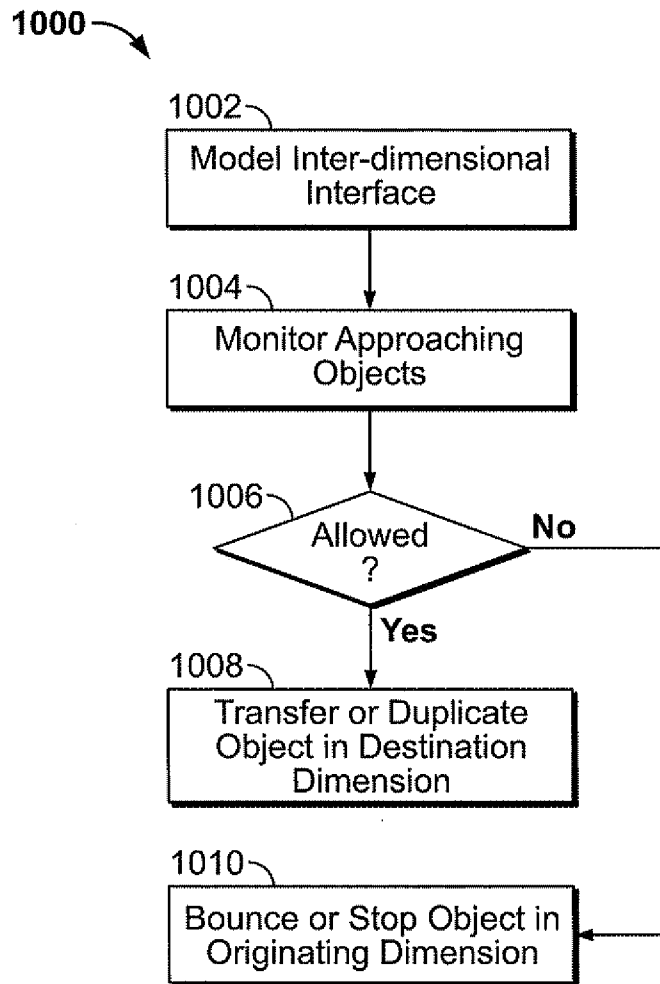 1000
1002
Model Inter-dimensional
Interface
1004
Monitor Approaching
Objects
1006
Allowed
?
No
Yes
1008
Transfer or Duplicate
Object in Destination
Dimension
1010
Bounce or Stop Object in
Originating Dimension